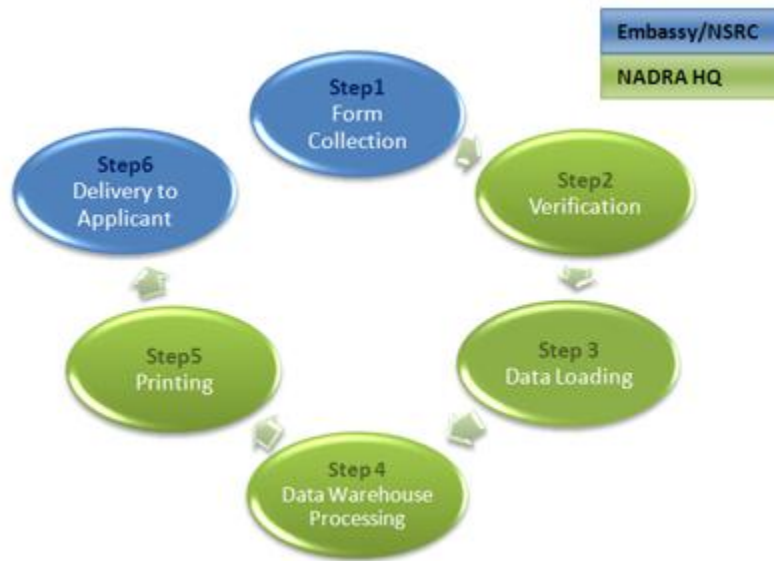 Embassy/NSRC
NADRA HQ
Step1
Form
Collection
Step2
Verification
Step 3
Data Loading
Step 4
Data Warehouse
Processing
Step5
Printing
Step6
Delivery to
Applicant